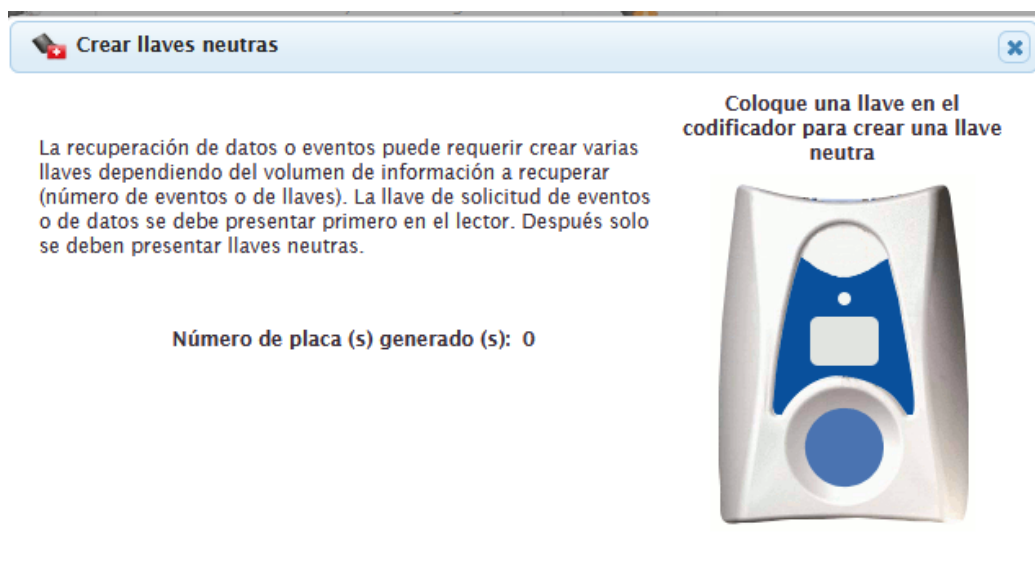 Crear llaves neutras
Coloque una llave en el
codificador para crear una llave
neutra
La recuperación de datos o eventos puede requerir crear varias
llaves dependiendo del volumen de información a recuperar
(número de eventos o de llaves). La llave de solicitud de eventos
o de datos se debe presentar primero en el lector. Después solo
se deben presentar llaves neutras.
Número de placa (s) generado (s): 0